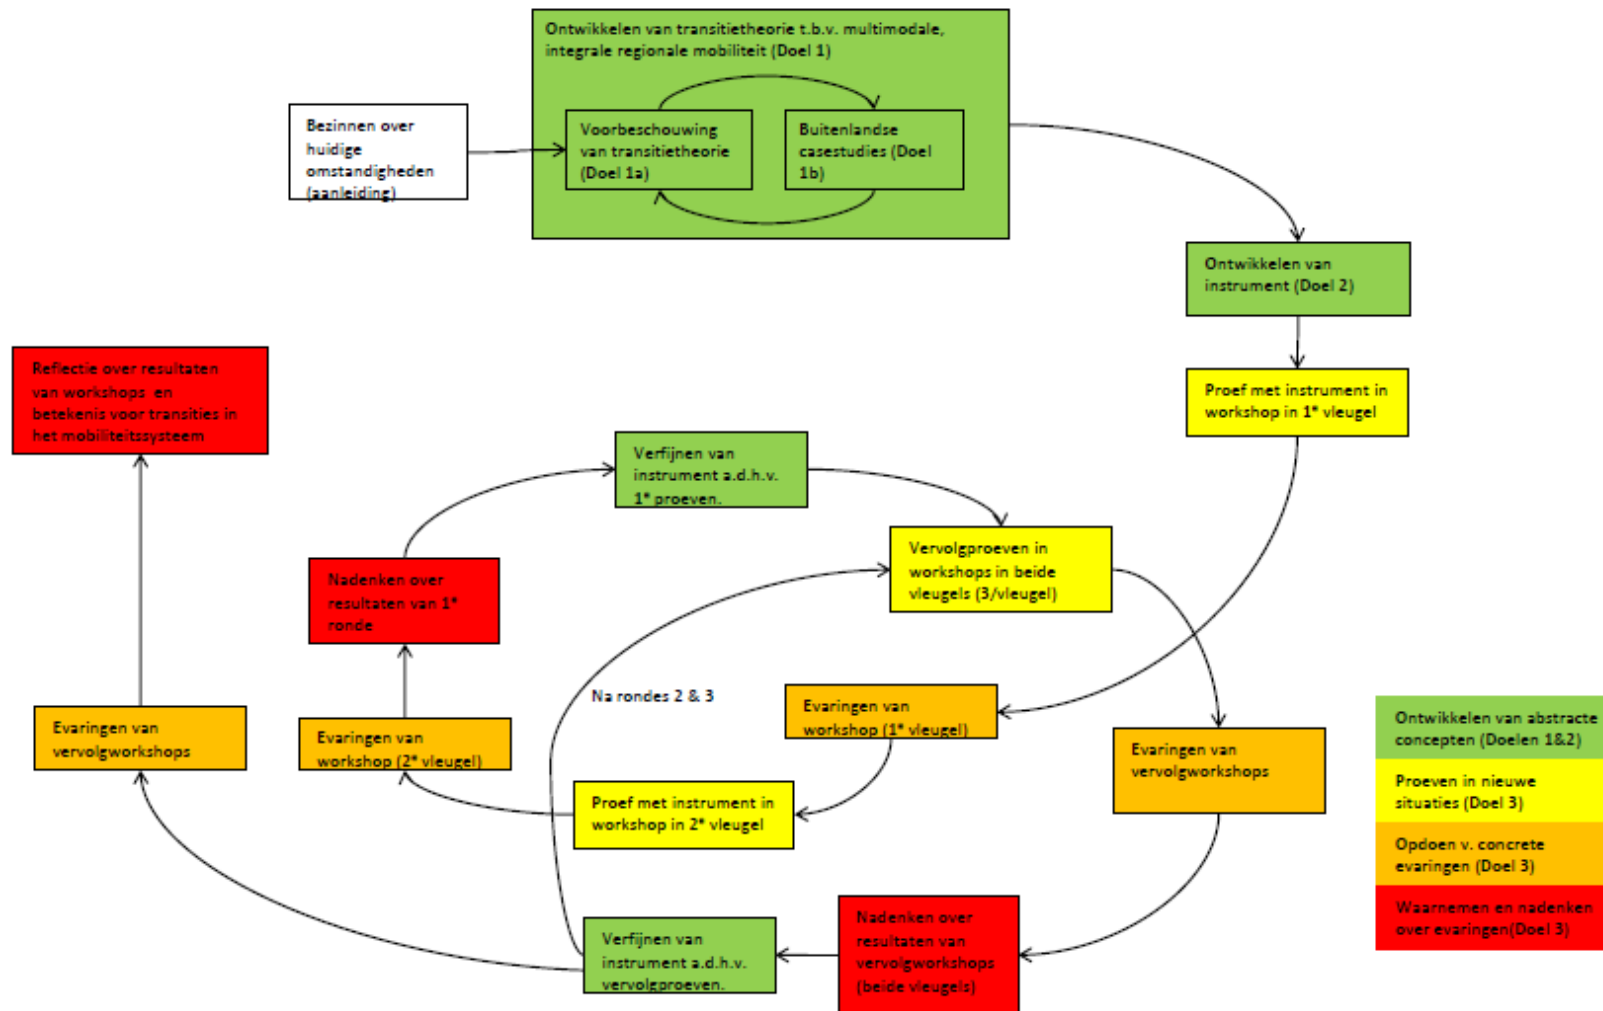 Ontwikkelen van transitietheorie t.b.v. multimodale,
integrale regionale mobiliteit (Doel 1)
Bezinnen over
huidige
omstandigheden
(aanleiding)
Voorbeschouwing
van transitietheorie
(Doel 1a)
Buitenlandse
casestudies (Doel
1b)
Ontwikkelen van
instrument (Doel 2)
Proef met instrument in
workshop in 1* vleugel
Reflectie over resultaten
van workshops en
betekenis voor transities in
het mobiliteitssysteem
Verfijnen van
instrument a.d.h.v.
1* proeven.
Vervolgproeven in
workshops in beide
vleugels (3/vleugel)
Nadenken over
resultaten van 1*
ronde
Na rondes 2 & 3
Evaringen van
workshop (1* vleugel)
Evaringen van
vervolgworkshops
Evaringen van
workshop (2* vleugel)
Evaringen van
vervolgworkshops
Proef met instrument in
workshop in 2* vleugel
Verfijnen van
instrument a.d.h.v.
vervolgproeven.
Nadenken over
resultaten van
vervolgworkshops
(beide vleugels)
Ontwikkelen van abstracte
concepten (Doelen 1&2)
Proeven in nieuwe
situaties (Doel 3)
Opdoen v. concrete
evaringen (Doel 3)
Waarnemen en nadenken
over evaringen(Doel 3)